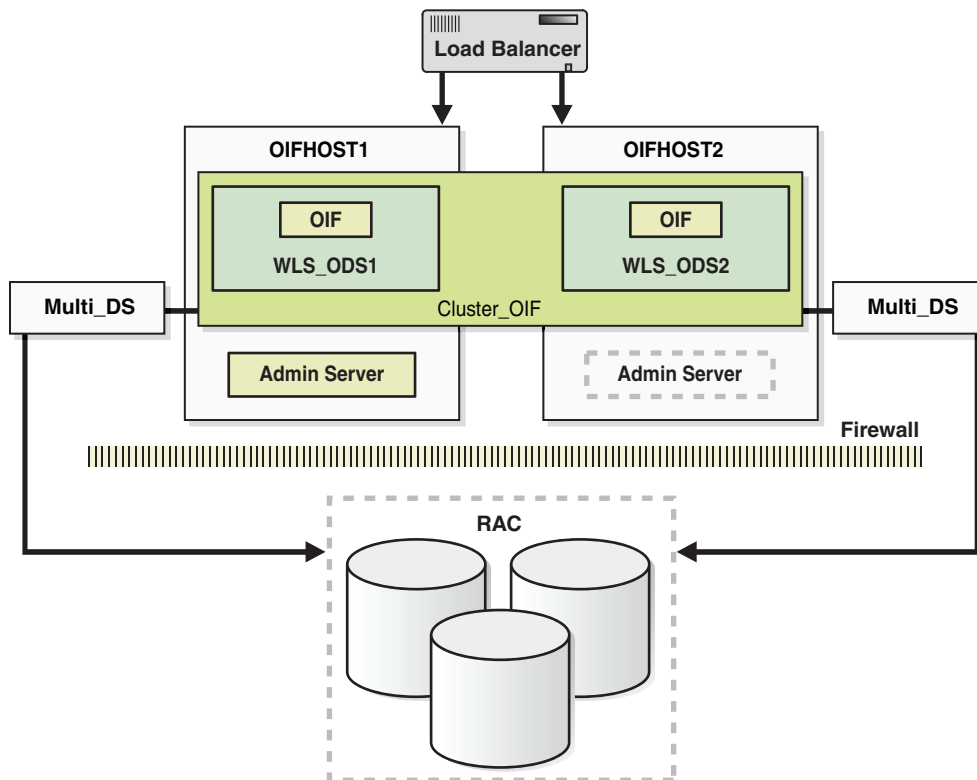 Load Balancer
OIFHOST1
OIFHOST2
OIF
OIF
WLS_ODS1
WLS_ODS2
Multi_DS
Cluster_OIF
Multi_DS
Admin Server
Admin Server
Firewall
RAC